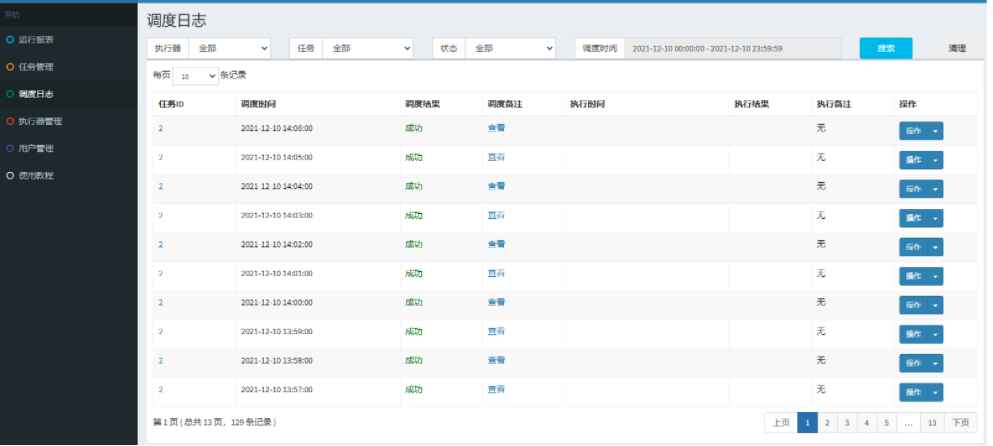 导航
调度日志
运行报表
任务管理
调度日志
执行器管理
用户管理
使用教程
执行器 全部 任务 全部 状态 全部 调度时间 2021-12-10 00:00:00 - 2021-12-10 23:59:59 搜索 清理
每页 10 条记录
任务ID 调度时间 调度结果 调度备注 执行时间 执行结果 执行备注 操作
2 2021-12-10 14:06:00 成功 查看 无 操作
2 2021-12-10 14:05:00 成功 查看 无 操作
2 2021-12-10 14:04:00 成功 查看 无 操作
2 2021-12-10 14:03:00 成功 查看 无 操作
2 2021-12-10 14:02:00 成功 查看 无 操作
2 2021-12-10 14:01:00 成功 查看 无 操作
2 2021-12-10 14:00:00 成功 查看 无 操作
2 2021-12-10 13:59:00 成功 查看 无 操作
2 2021-12-10 13:58:00 成功 查看 无 操作
2 2021-12-10 13:57:00 成功 查看 无 操作
第 1 页 ( 总共 13 页，129 条记录 ) 上页 1 2 3 4 5 ... 13 下页